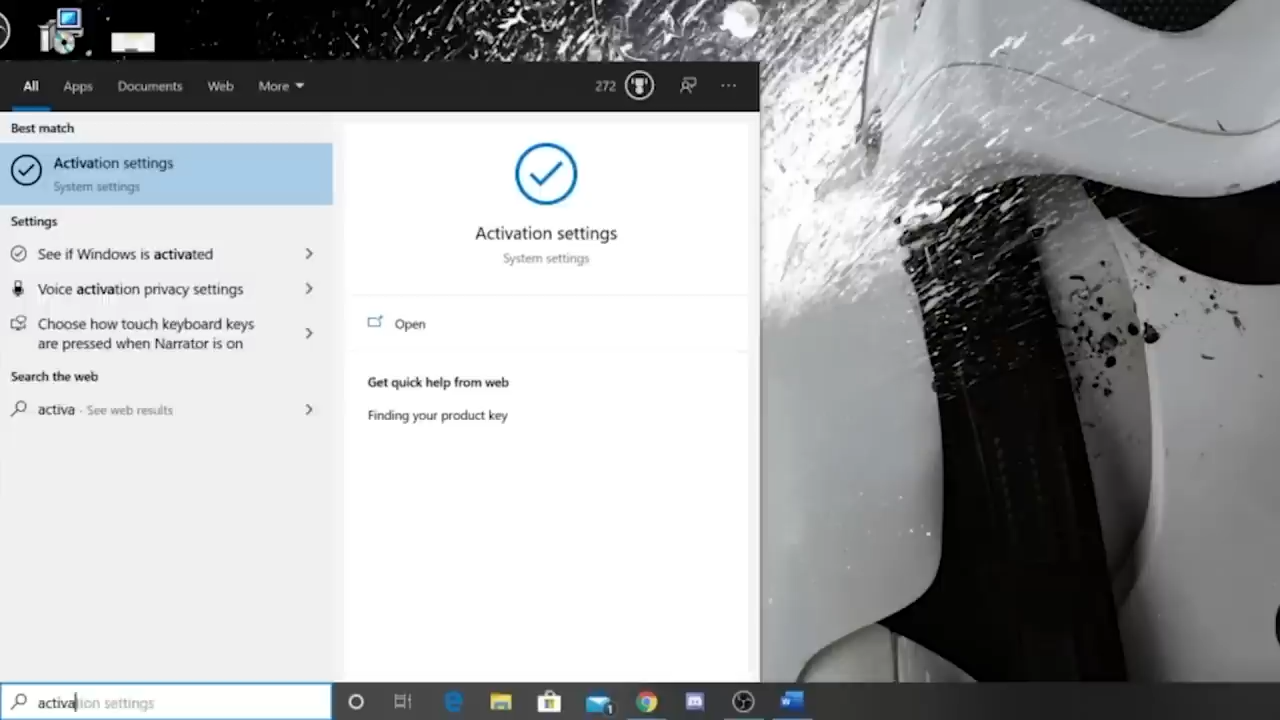 All Apps Documents Web More 272 ...
Best match
Activation settings
System settings
Settings
See if Windows is activated
Voice activation privacy settings
Choose how touch keyboard keys
are pressed when Narrator is on
Search the web
activa - See web results
Activation settings
System settings
Open
Get quick help from web
Finding your product key
activation settings
1